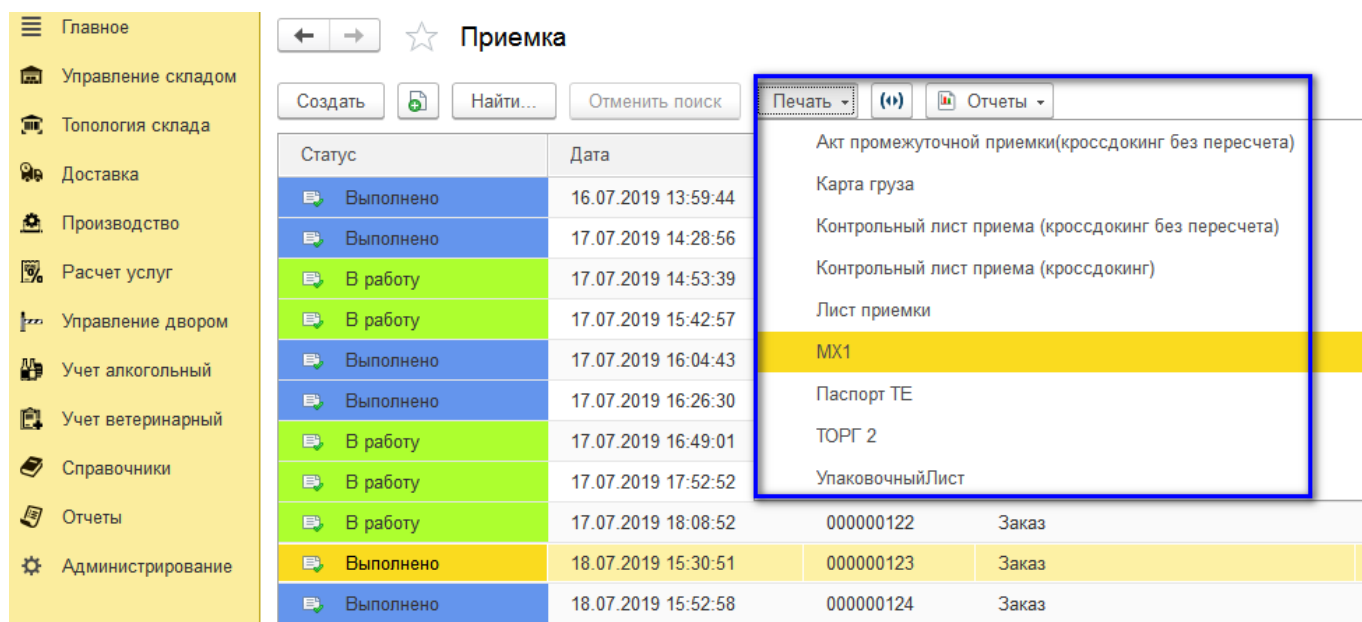 Главное
Управление складом
Топология склада
Доставка
Производство
Расчет услуг
Управление двором
Учет алкогольный
Учет ветеринарный
Справочники
Отчеты
Администрирование
Приемка
Создать Найти... Отменить поиск Печать Отчеты
Статус Дата
Выполнено 16.07.2019 13:59:44
Выполнено 17.07.2019 14:28:56
В работу 17.07.2019 14:53:39
В работу 17.07.2019 15:42:57
Выполнено 17.07.2019 16:04:43
Выполнено 17.07.2019 16:26:30
В работу 17.07.2019 16:49:01
В работу 17.07.2019 17:52:52
В работу 17.07.2019 18:08:52 000000122 Заказ
Выполнено 18.07.2019 15:30:51 000000123 Заказ
Выполнено 18.07.2019 15:52:58 000000124 Заказ
Акт промежуточной приемки(кроссдокинг без пересчета)
Карта груза
Контрольный лист приема (кроссдокинг без пересчета)
Контрольный лист приема (кроссдокинг)
Лист приемки
МХ1
Паспорт ТЕ
ТОРГ 2
УпаковочныйЛист